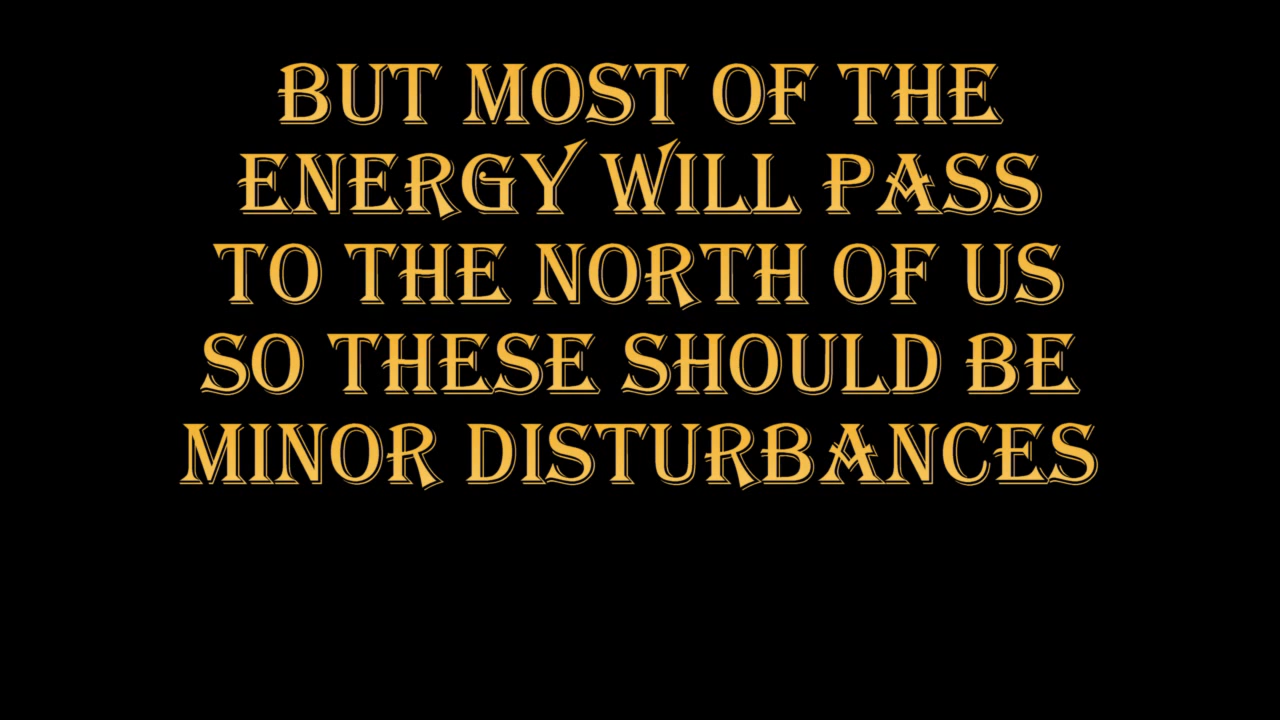 BUT MOST OF THE
ENERGY WILL PASS
TO THE NORTH OF US
SO THESE SHOULD BE
MINOR DISTURBANCES